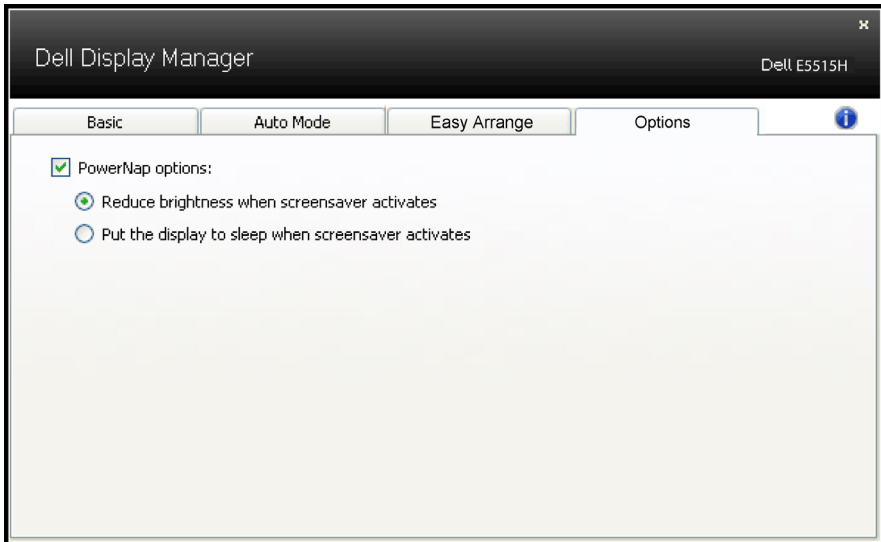 x
Dell Display Manager
Dell E5515H
Basic
Auto Mode
Easy Arrange
Options
i
PowerNap options:
Reduce brightness when screensaver activates
Put the display to sleep when screensaver activates